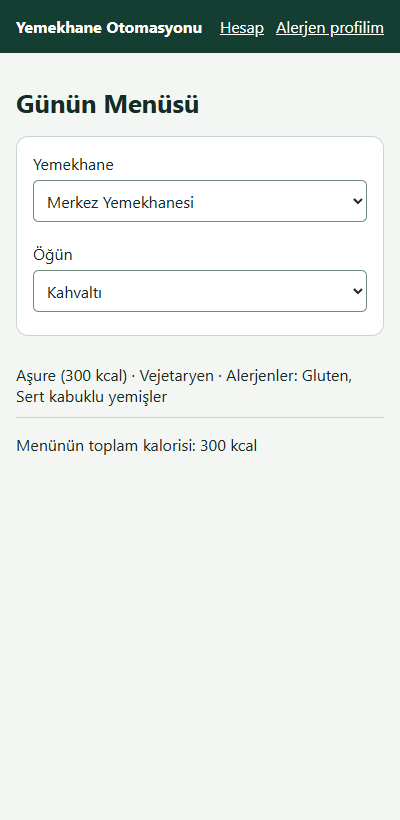 Yemekhane Otomasyonu Hesap Alerjen profilim
Günün Menüsü
Yemekhane
Merkez Yemekhanesi
Öğün
Kahvaltı
Aşure (300 kcal) · Vejetaryen · Alerjenler: Gluten,
Sert kabuklu yemişler
Menünün toplam kalorisi: 300 kcal